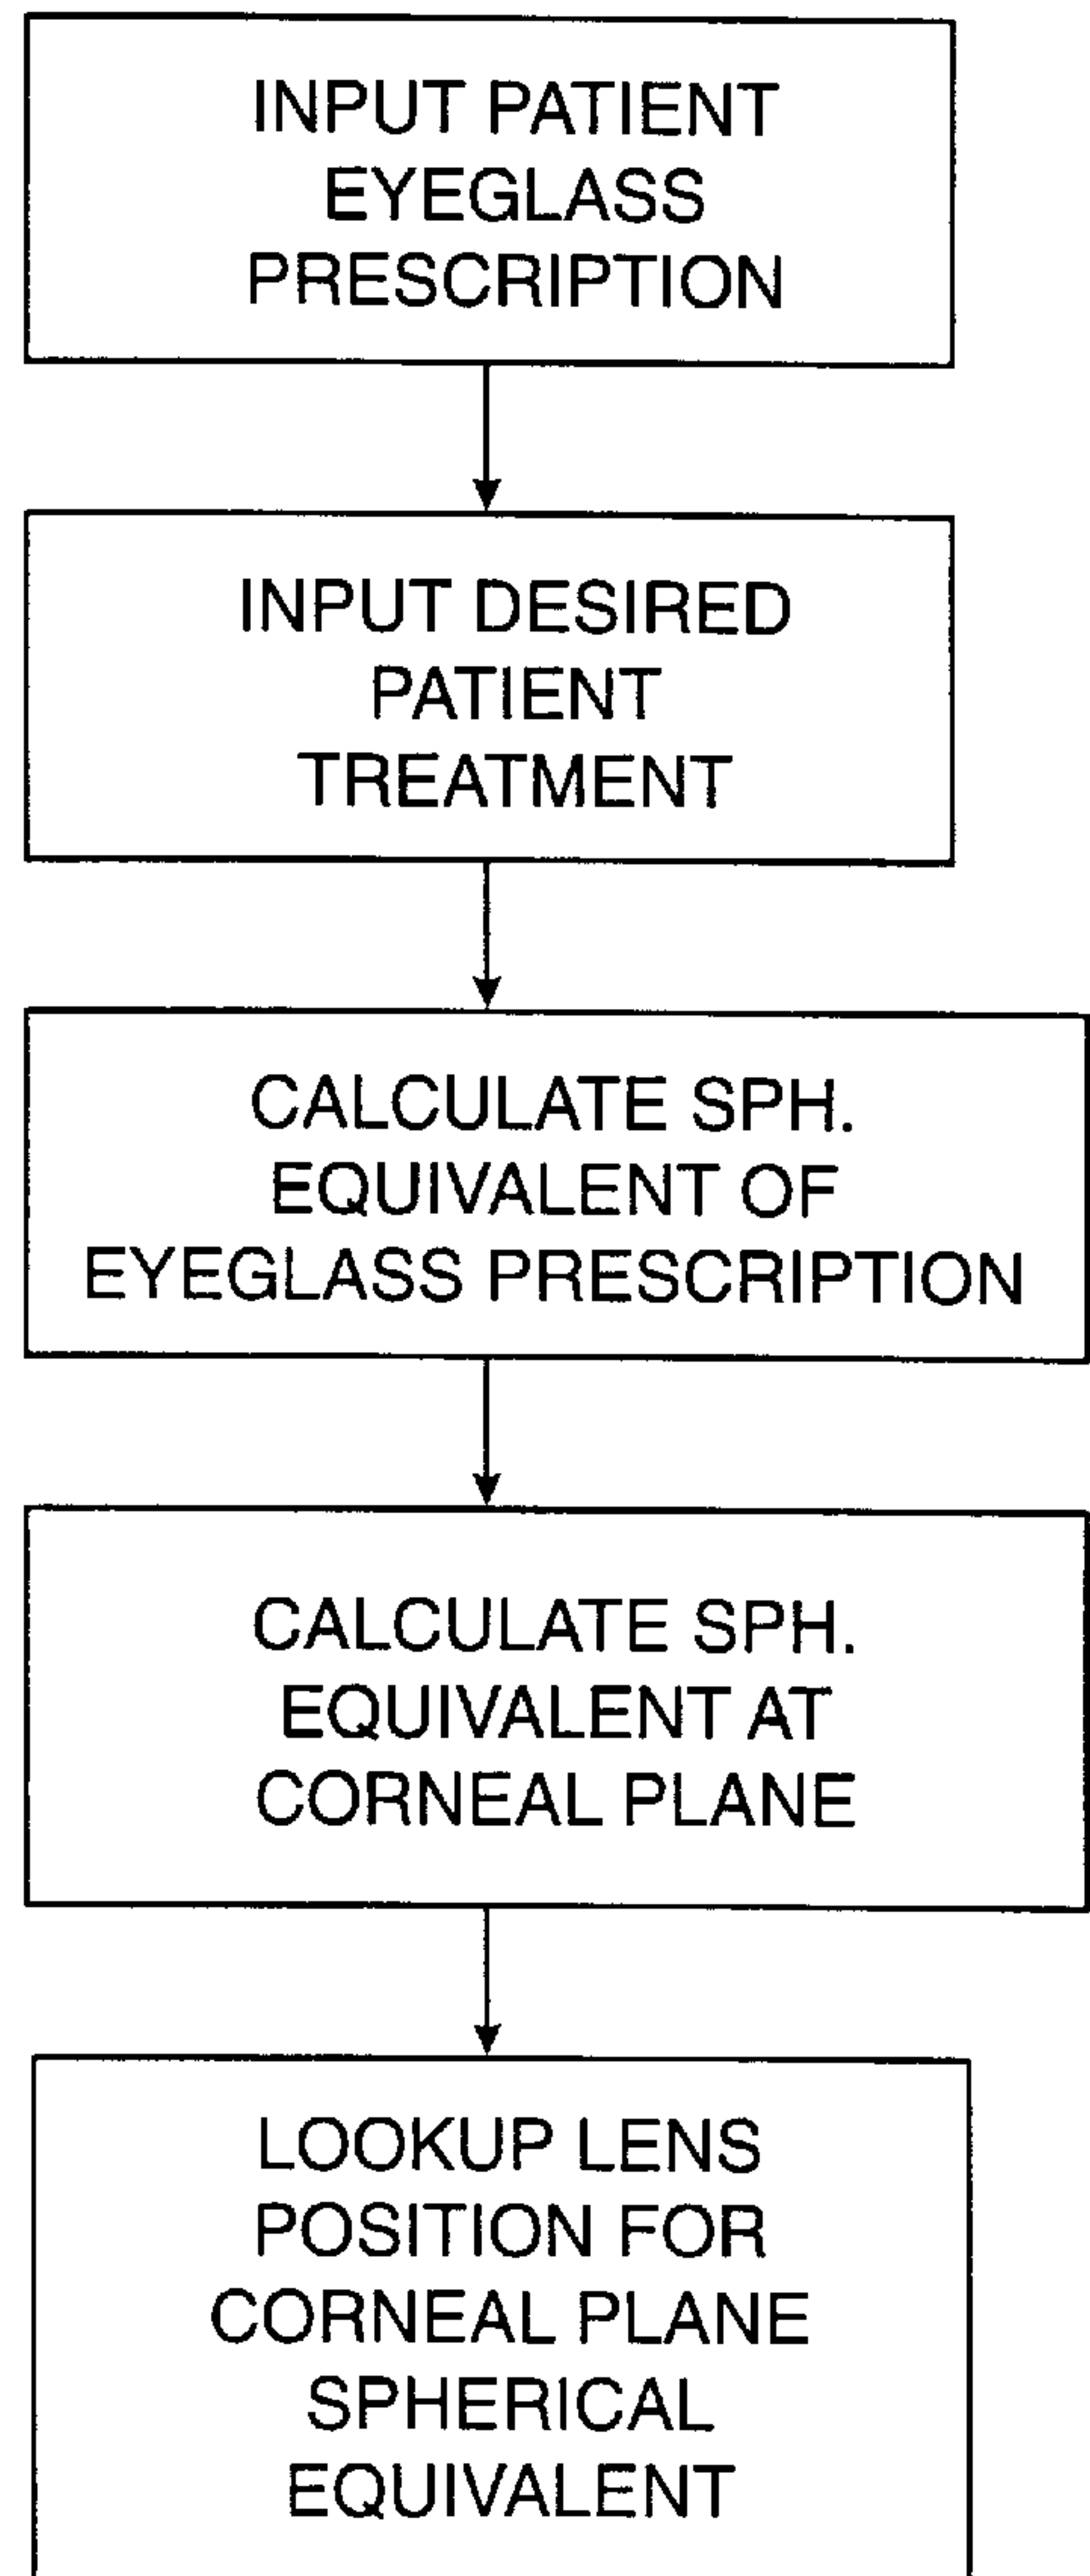 INPUT PATIENT
EYEGLASS
PRESCRIPTION
INPUT DESIRED
PATIENT
TREATMENT
CALCULATE SPH.
EQUIVALENT OF
EYEGLASS PRESCRIPTION
CALCULATE SPH.
EQUIVALENT AT
CORNEAL PLANE
LOOKUP LENS
POSITION FOR
CORNEAL PLANE
SPHERICAL
EQUIVALENT